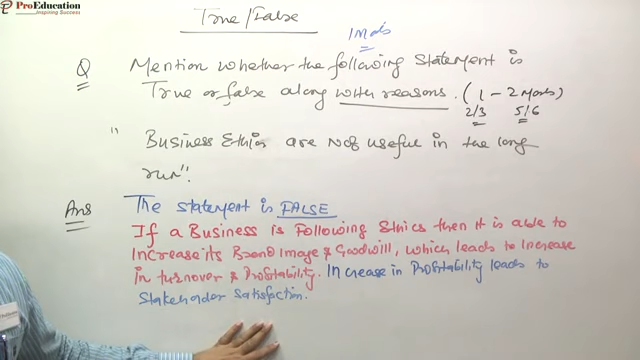 ProEducation
Inspiring Success
True/False
1 Mark
Q Mention whether the following statement is
True or false along with reasons. (1 - 2 Marks)
2/3 5/6
"Business Ethics are Not useful in the long
run".
Ans The statement is FALSE
If a Business is Following Ethics then it is able to
increase its Brand Image & Goodwill, which leads to Increase
in turnover & Profitability. Increase in Profitability leads to
Stakeholder Satisfaction.